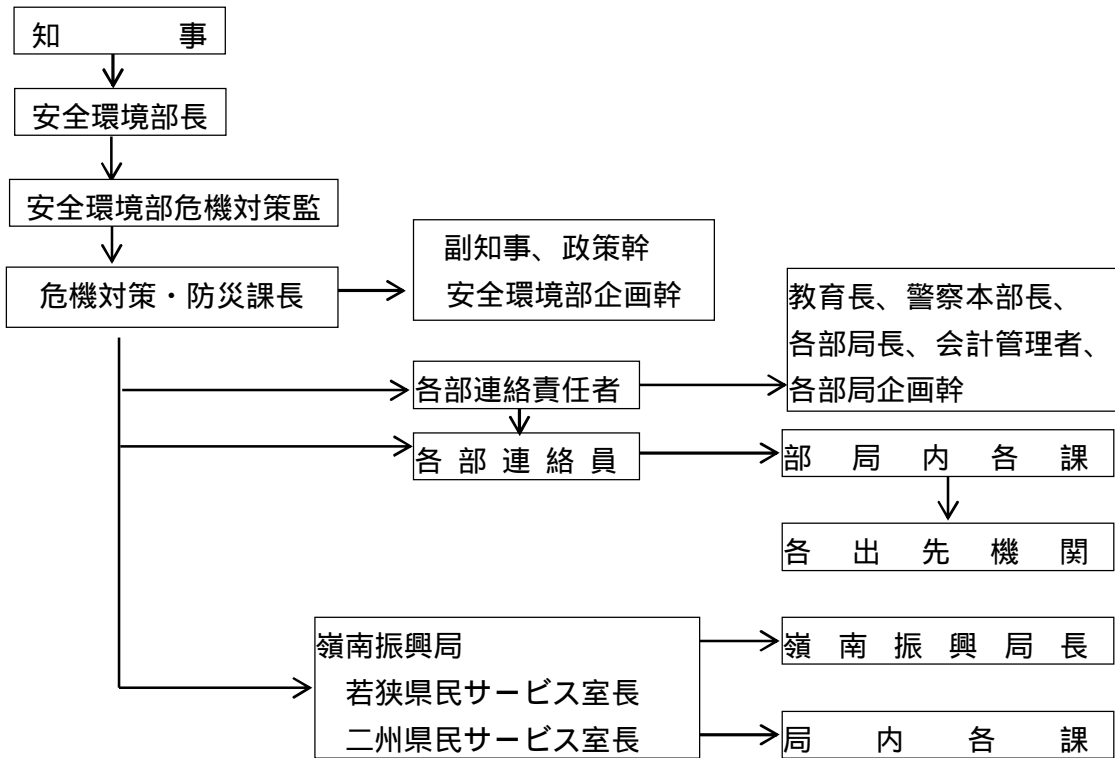 知事
安全環境部長
安全環境部危機対策監
危機対策・防災課長
副知事、政策幹
安全環境部企画幹
教育長、警察本部長、
各部局長、会計管理者、
各部局企画幹
各部連絡責任者
各部連絡員
部局内各課
各出先機関
嶺南振興局
若狭県民サービス室長
二州県民サービス室長
嶺南振興局長
局内各課